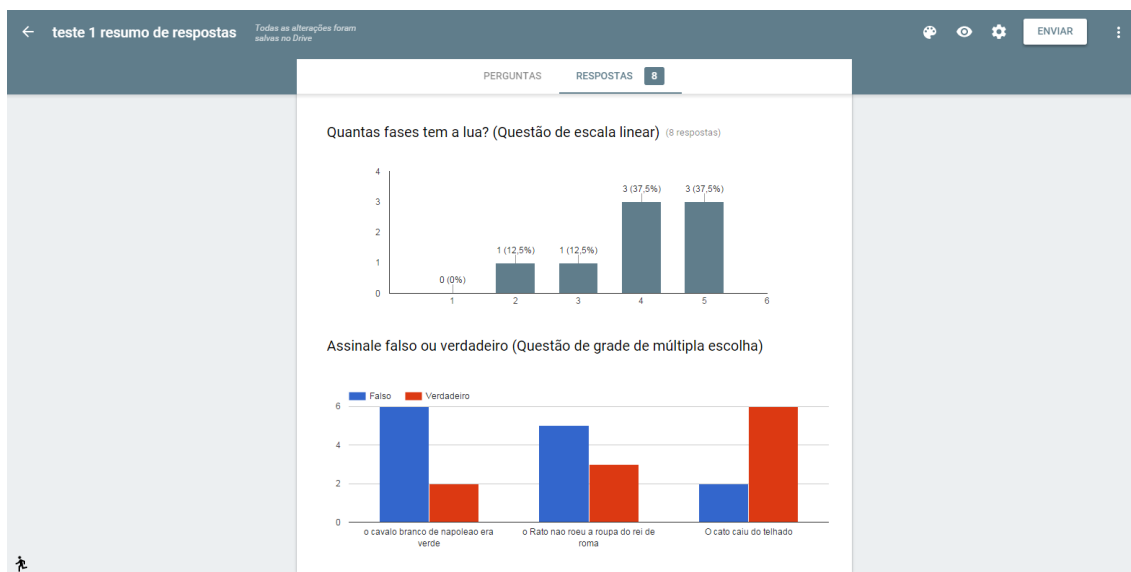 teste 1 resumo de respostas
Todas as alterações foram
salvas no Drive
ENVIAR
PERGUNTAS
RESPOSTAS 8
Quantas fases tem a lua? (Questão de escala linear) (8 respostas)
4
3
2
1
0
0 (0%)
1 (12,5%)
1 (12,5%)
3 (37,5%)
3 (37,5%)
1 2 3 4 5 6
Assinale falso ou verdadeiro (Questão de grade de múltipla escolha)
Falso Verdadeiro
6
4
2
0
o cavalo branco de napoleao era
verde
o Rato nao roeu a roupa do rei de
roma
O cato caiu do telhado